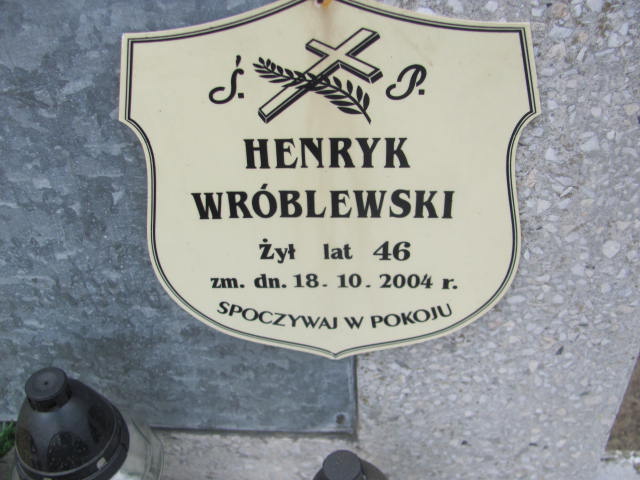 Ś. P.
HENRYK
WRÓBLEWSKI
Żył lat 46
zm. dn. 18. 10. 2004 r.
SPOCZYWAJ W POKOJU